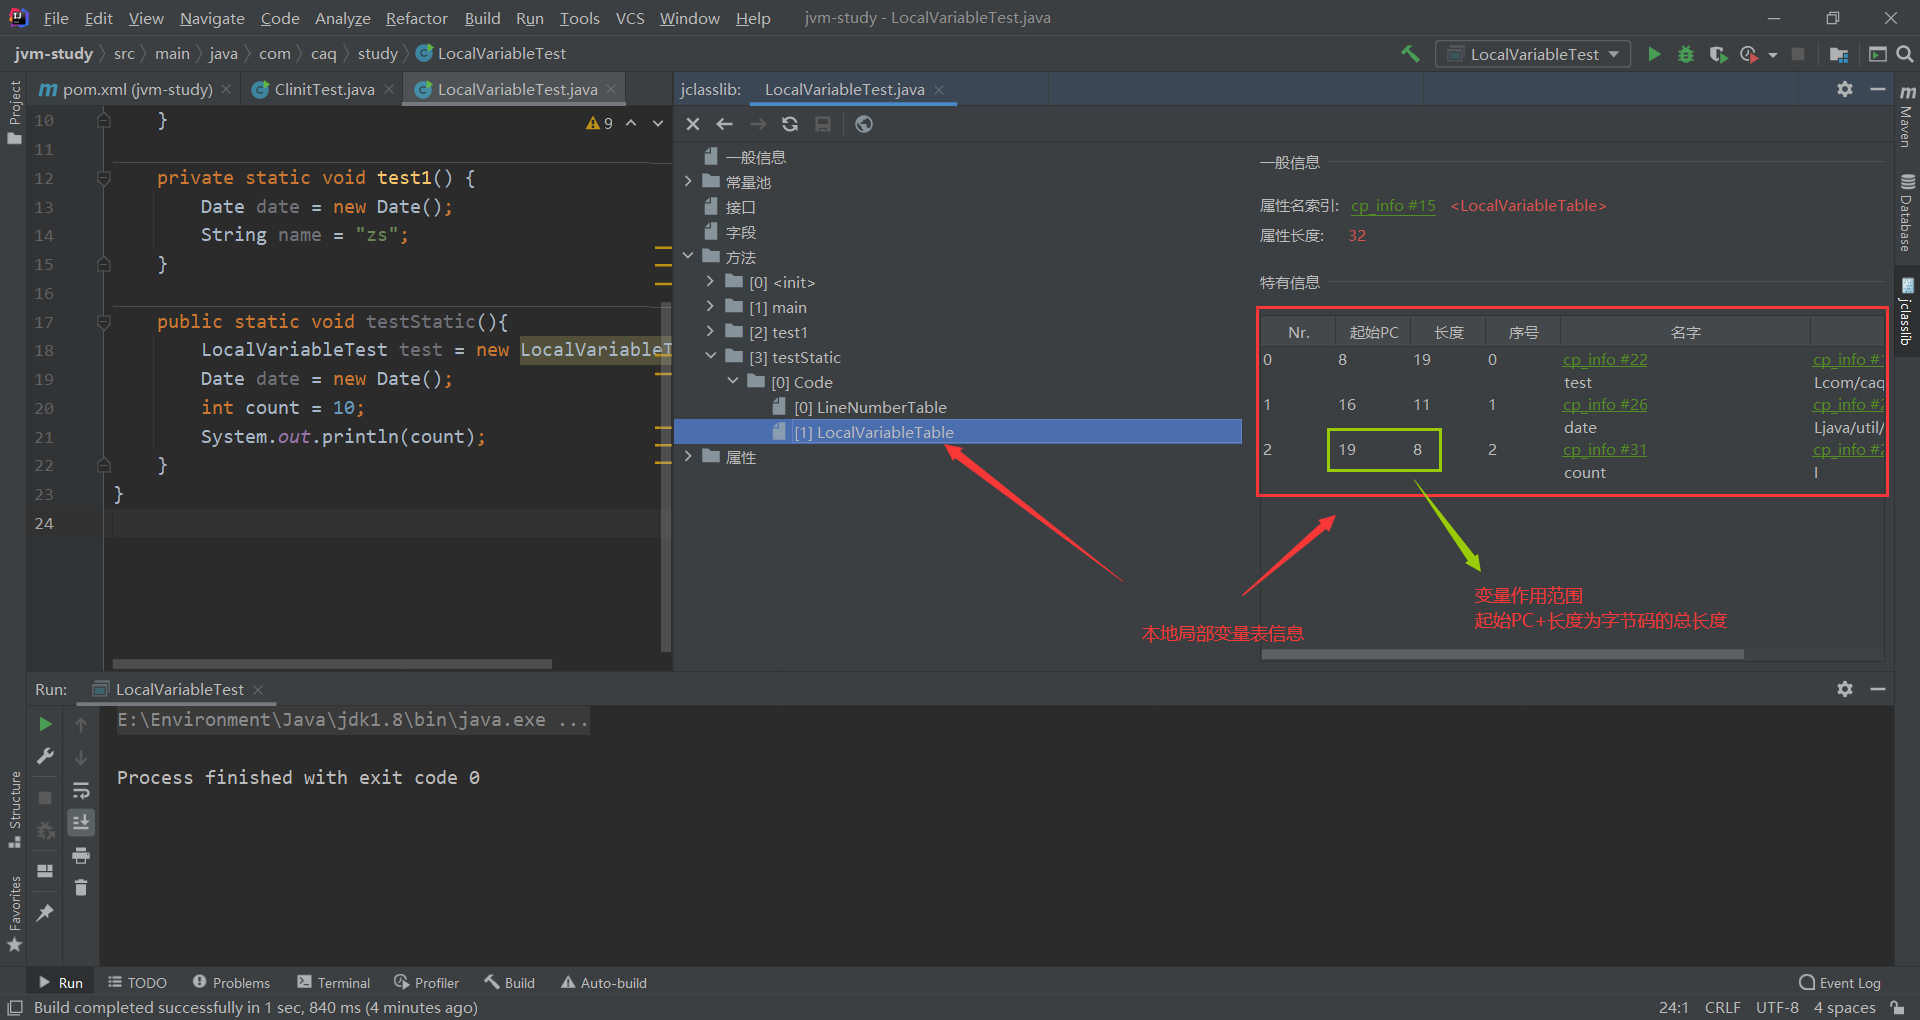 File Edit View Navigate Code Analyze Refactor Build Run Tools VCS Window Help jvm-study - LocalVariableTest.java
jvm-study src main java com caq study LocalVariableTest
LocalVariableTest
Project
pom.xml (jvm-study)
ClinitTest.java
LocalVariableTest.java
jclasslib: LocalVariableTest.java
9
10 }
11
12 private static void test1() {
13 Date date = new Date();
14 String name = "zs";
15 }
16
17 public static void testStatic(){
18 LocalVariableTest test = new LocalVariableT
19 Date date = new Date();
20 int count = 10;
21 System.out.println(count);
22 }
23 }
24
一般信息
常量池
接口
字段
方法
[0] <init>
[1] main
[2] test1
[3] testStatic
[0] Code
[0] LineNumberTable
[1] LocalVariableTable
属性
一般信息
属性名索引: cp_info #15 <LocalVariableTable>
属性长度: 32
特有信息
Nr. 起始PC 长度 序号 名字
0 8 19 0 cp_info #22 cp_info #
test Lcom/caq
1 16 11 1 cp_info #26 cp_info #
date Ljava/util/
2 19 8 2 cp_info #31 cp_info #
count I
本地局部变量表信息
变量作用范围
起始PC+长度为字节码的总长度
Maven
Database
jclasslib
Run: LocalVariableTest
E:\Environment\Java\jdk1.8\bin\java.exe ...
Process finished with exit code 0
Structure
Favorites
Run TODO Problems Terminal Profiler Build Auto-build Event Log
Build completed successfully in 1 sec, 840 ms (4 minutes ago) 24:1 CRLF UTF-8 4 spaces